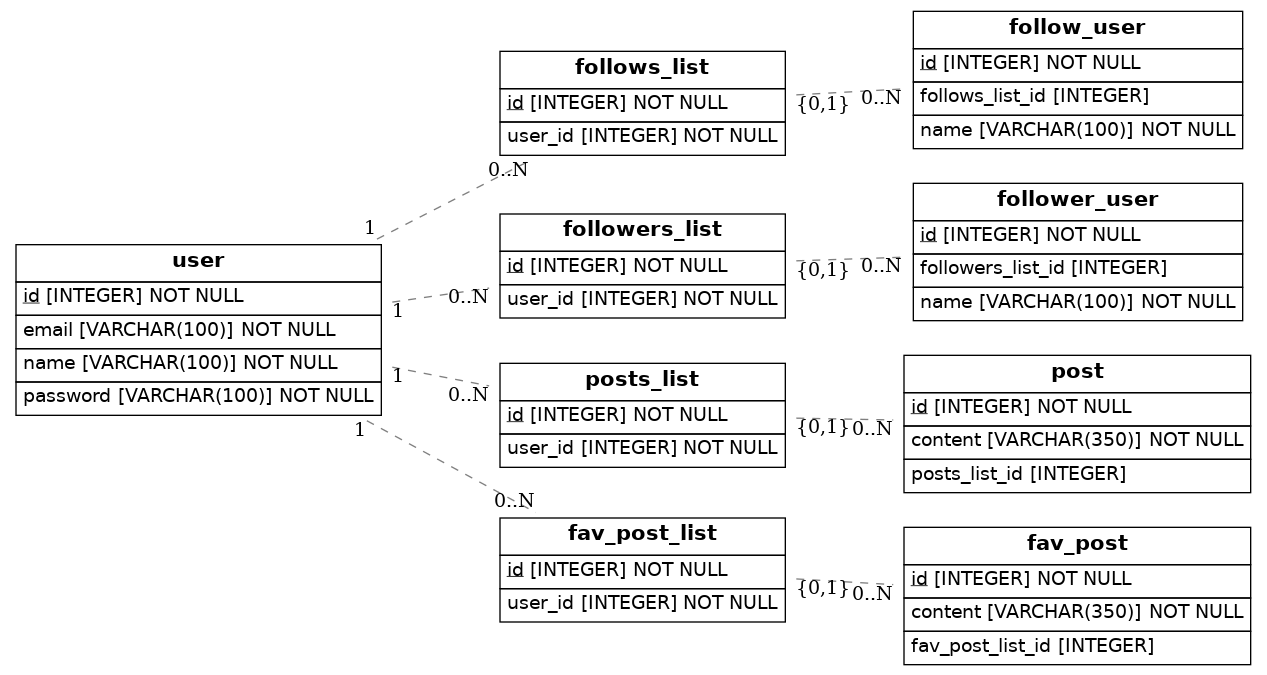 user
id [INTEGER] NOT NULL
email [VARCHAR(100)] NOT NULL
name [VARCHAR(100)] NOT NULL
password [VARCHAR(100)] NOT NULL
1
0..N
1
0..N
1
0..N
1
0..N
follows_list
id [INTEGER] NOT NULL
user_id [INTEGER] NOT NULL
{0,1}
0..N
follow_user
id [INTEGER] NOT NULL
follows_list_id [INTEGER]
name [VARCHAR(100)] NOT NULL
followers_list
id [INTEGER] NOT NULL
user_id [INTEGER] NOT NULL
{0,1}
0..N
follower_user
id [INTEGER] NOT NULL
followers_list_id [INTEGER]
name [VARCHAR(100)] NOT NULL
posts_list
id [INTEGER] NOT NULL
user_id [INTEGER] NOT NULL
{0,1}
0..N
post
id [INTEGER] NOT NULL
content [VARCHAR(350)] NOT NULL
posts_list_id [INTEGER]
fav_post_list
id [INTEGER] NOT NULL
user_id [INTEGER] NOT NULL
{0,1}
0..N
fav_post
id [INTEGER] NOT NULL
content [VARCHAR(350)] NOT NULL
fav_post_list_id [INTEGER]